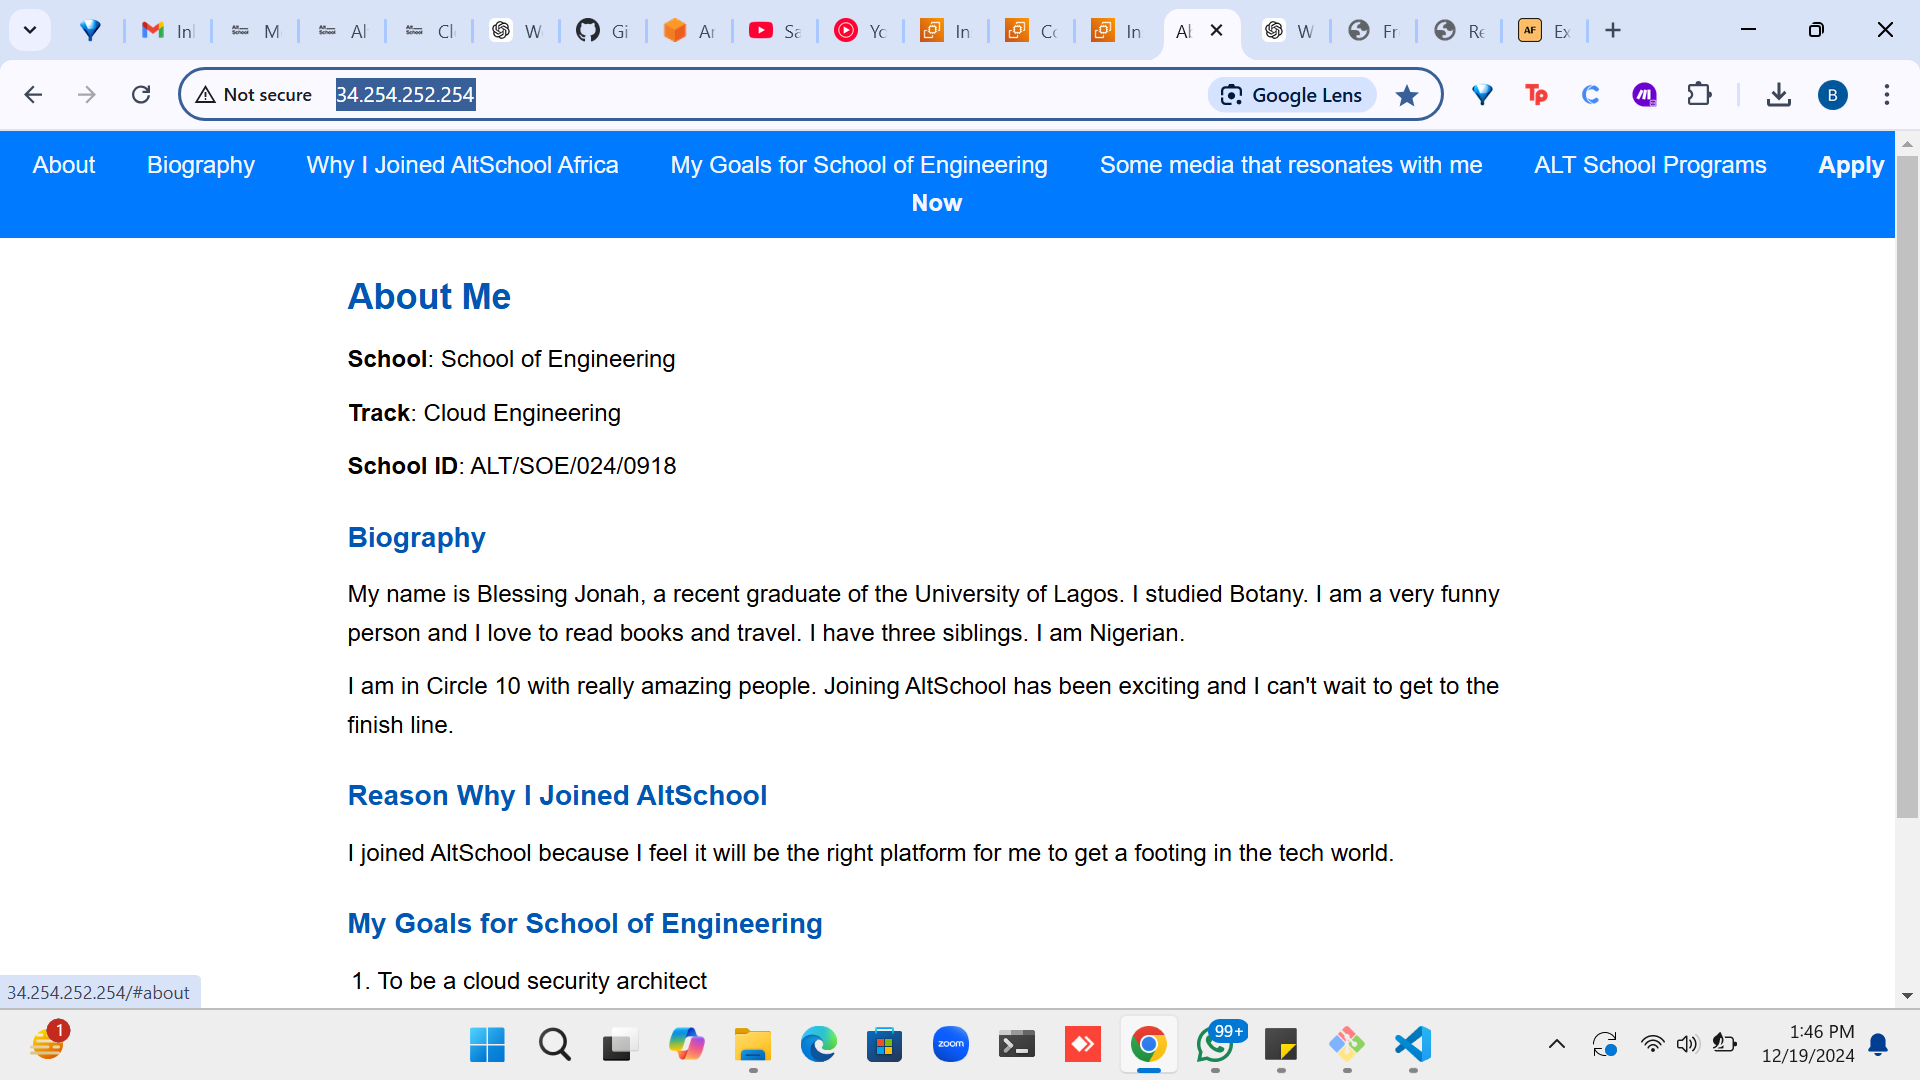 In
M
Al
Cl
W
Gi
Ar
Sa
Yo
In
Co
In
Ab
W
Fr
Re
AF
Ex
Not secure
34.254.252.254
Google Lens
Tp
B
About
Biography
Why I Joined AltSchool Africa
My Goals for School of Engineering
Some media that resonates with me
ALT School Programs
Apply
Now
About Me
School: School of Engineering
Track: Cloud Engineering
School ID: ALT/SOE/024/0918
Biography
My name is Blessing Jonah, a recent graduate of the University of Lagos. I studied Botany. I am a very funny
person and I love to read books and travel. I have three siblings. I am Nigerian.
I am in Circle 10 with really amazing people. Joining AltSchool has been exciting and I can't wait to get to the
finish line.
Reason Why I Joined AltSchool
I joined AltSchool because I feel it will be the right platform for me to get a footing in the tech world.
My Goals for School of Engineering
1. To be a cloud security architect
34.254.252.254/#about
1
zoom
99+
1:46 PM
12/19/2024